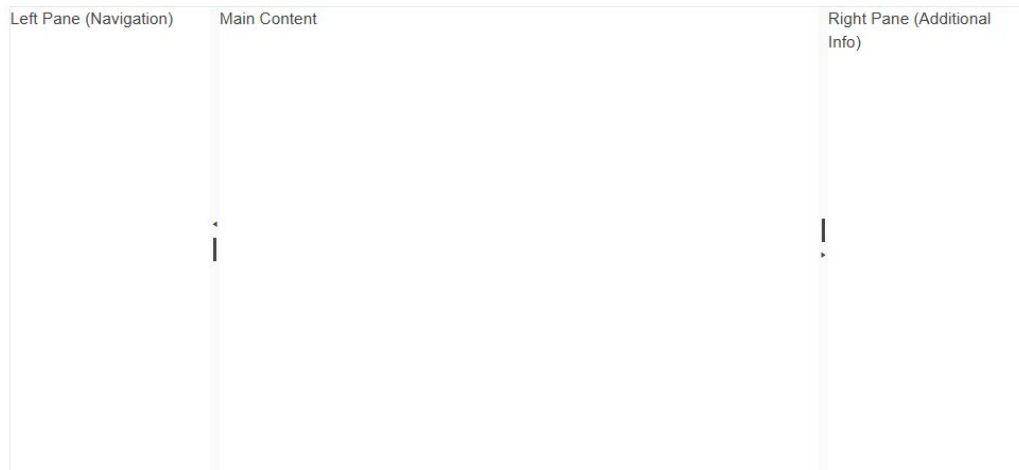 Left Pane (Navigation)
Main Content
Right Pane (Additional
Info)